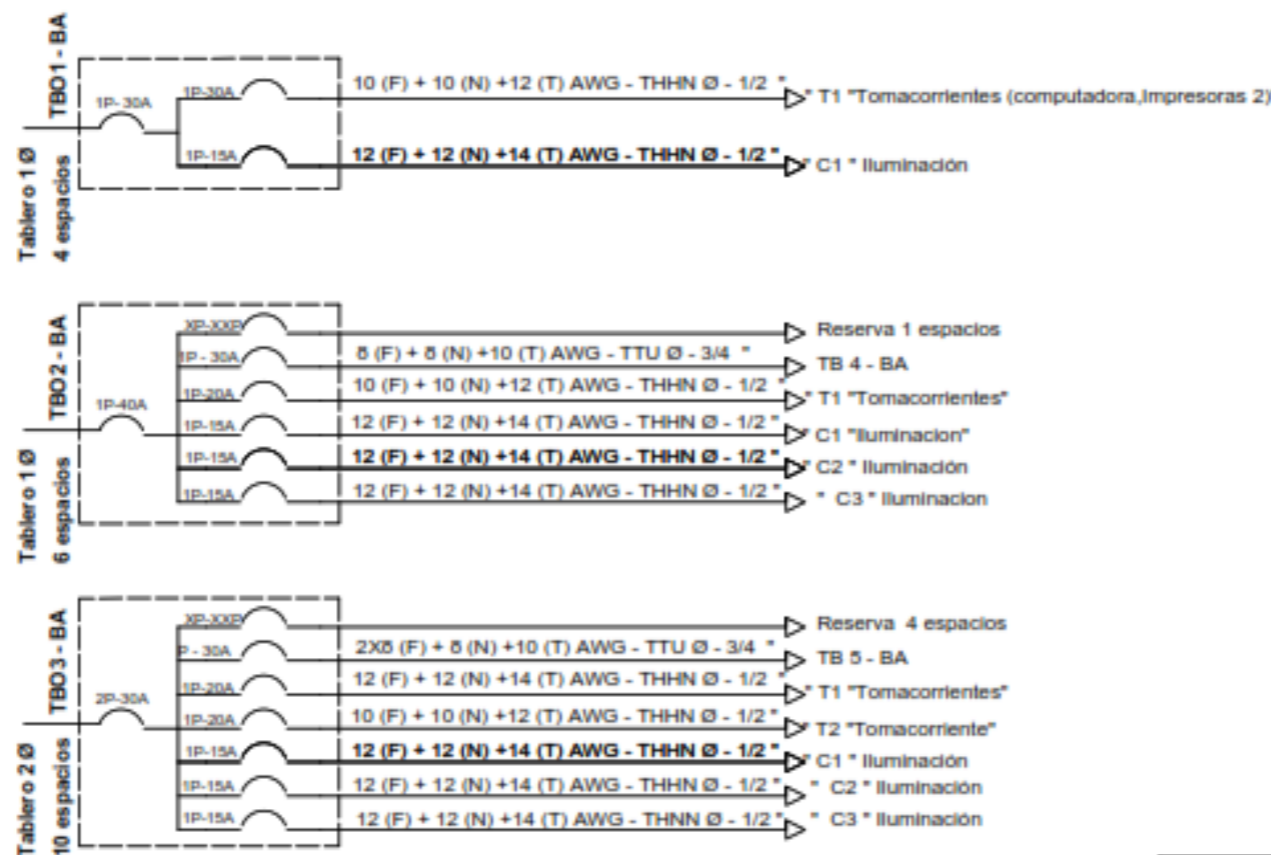 TBO1 - BA
Tablero 1 Ø
4 espacios
1P- 30A
1P-30A
10 (F) + 10 (N) +12 (T) AWG - THHN Ø - 1/2 "
" T1 "Tomacorrientes (computadora,Impresoras 2)
1P-15A
12 (F) + 12 (N) +14 (T) AWG - THHN Ø - 1/2 "
" C1 " Iluminación
TBO2 - BA
Tablero 1 Ø
6 espacios
1P-40A
XP-XXP
Reserva 1 espacios
1P - 30A
8 (F) + 8 (N) +10 (T) AWG - TTU Ø - 3/4 "
TB 4 - BA
1P-20A
10 (F) + 10 (N) +12 (T) AWG - THHN Ø - 1/2 "
" T1 "Tomacorrientes"
1P-15A
12 (F) + 12 (N) +14 (T) AWG - THHN Ø - 1/2 "
" C1 "Iluminacion"
1P-15A
12 (F) + 12 (N) +14 (T) AWG - THHN Ø - 1/2 "
" C2 " Iluminación
1P-15A
12 (F) + 12 (N) +14 (T) AWG - THHN Ø - 1/2 "
" C3 " Iluminacion
TBO3 - BA
Tablero 2 Ø
10 espacios
2P-30A
XP-XXP
Reserva 4 espacios
P - 30A
2X8 (F) + 8 (N) +10 (T) AWG - TTU Ø - 3/4 "
TB 5 - BA
1P-20A
12 (F) + 12 (N) +14 (T) AWG - THHN Ø - 1/2 "
" T1 "Tomacorrientes"
1P-20A
10 (F) + 10 (N) +12 (T) AWG - THHN Ø - 1/2 "
" T2 "Tomacorriente"
1P-15A
12 (F) + 12 (N) +14 (T) AWG - THHN Ø - 1/2 "
" C1 " Iluminación
1P-15A
12 (F) + 12 (N) +14 (T) AWG - THHN Ø - 1/2 "
" C2 " Iluminación
1P-15A
12 (F) + 12 (N) +14 (T) AWG - THNN Ø - 1/2 "
" C3 " Iluminación